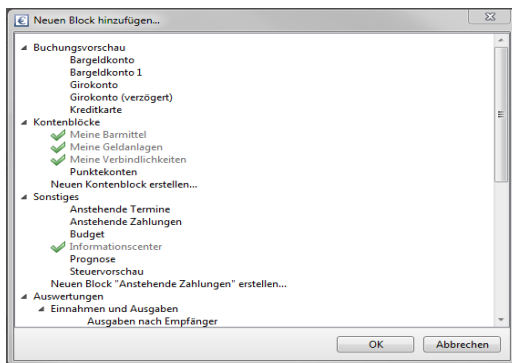 Neuen Block hinzufügen...
Buchungsvorschau
Bargeldkonto
Bargeldkonto 1
Girokonto
Girokonto (verzögert)
Kreditkarte
Kontenblöcke
Meine Barmittel
Meine Geldanlagen
Meine Verbindlichkeiten
Punktekonten
Neuen Kontenblock erstellen...
Sonstiges
Anstehende Termine
Anstehende Zahlungen
Budget
Informationscenter
Prognose
Steuervorschau
Neuen Block "Anstehende Zahlungen" erstellen...
Auswertungen
Einnahmen und Ausgaben
Ausgaben nach Empfänger
OK Abbrechen